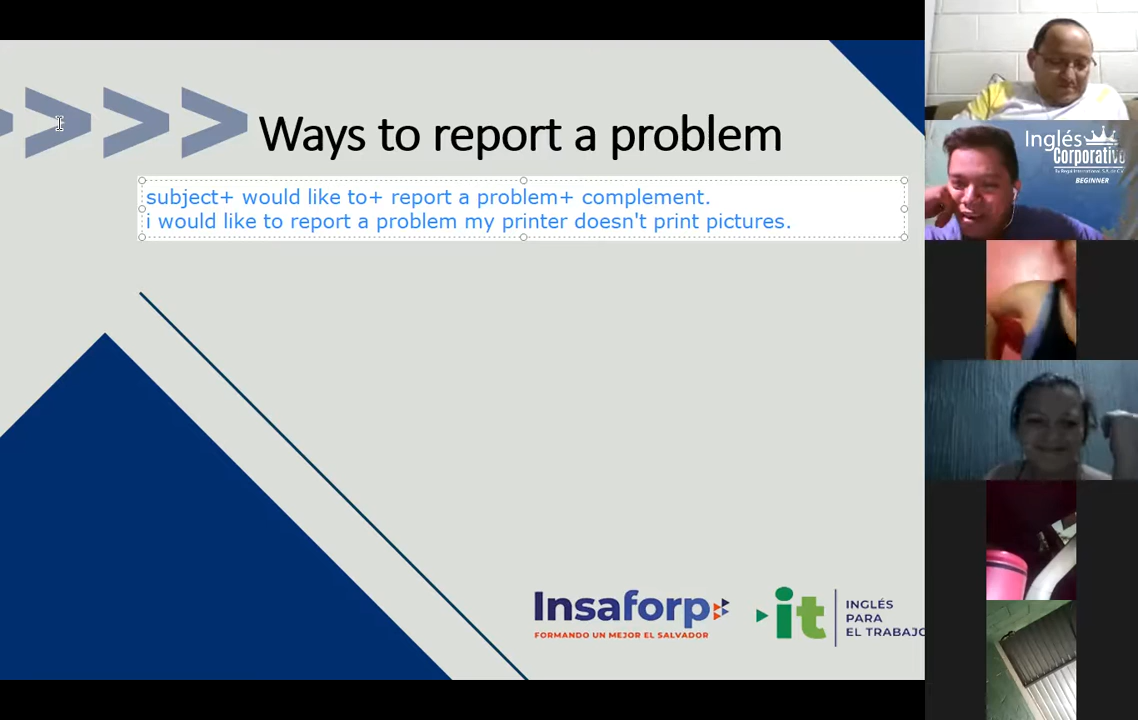 Ways to report a problem
subject+ would like to+ report a problem+ complement.
i would like to report a problem my printer doesn't print pictures.
Insaforp
FORMANDO UN MEJOR EL SALVADOR
it
INGLÉS
PARA
EL TRABAJO
Inglés
Corporativo
BEGINNER